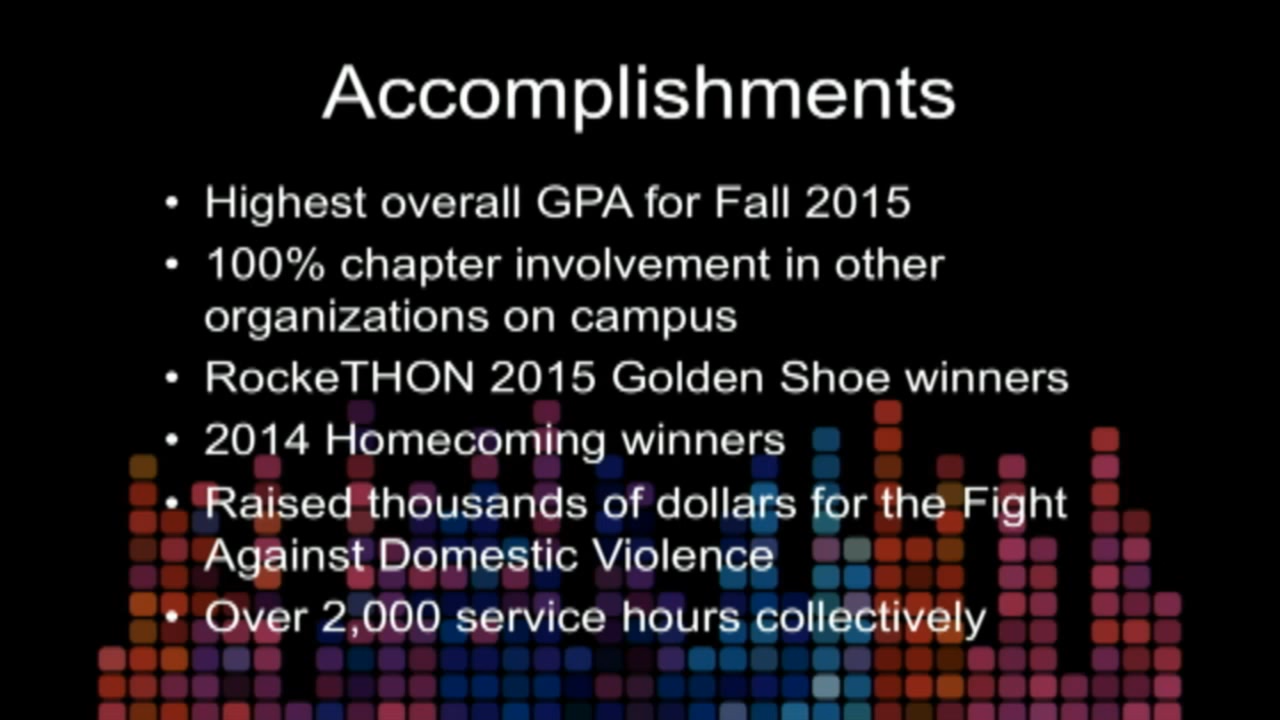 Accomplishments
• Highest overall GPA for Fall 2015
• 100% chapter involvement in other
organizations on campus
• RockeTHON 2015 Golden Shoe winners
• 2014 Homecoming winners
• Raised thousands of dollars for the Fight
Against Domestic Violence
• Over 2,000 service hours collectively